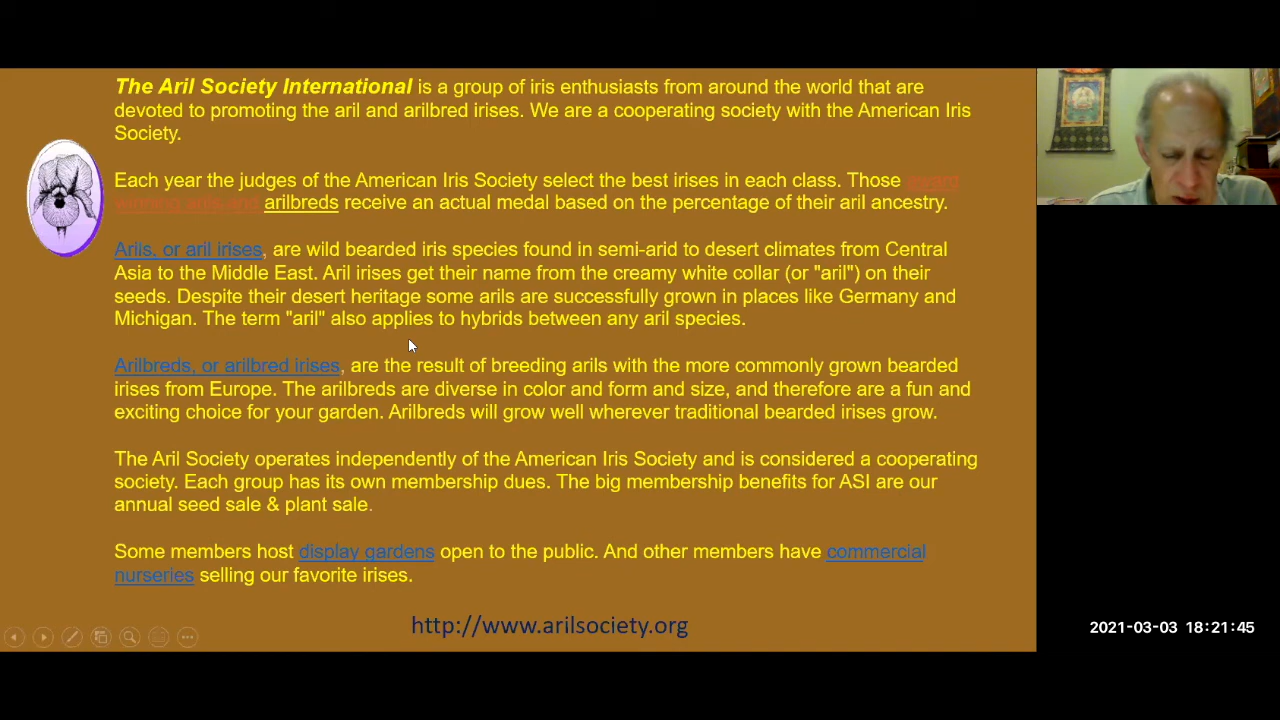 The Aril Society International is a group of iris enthusiasts from around the world that are
devoted to promoting the aril and arilbred irises. We are a cooperating society with the American Iris
Society.
Each year the judges of the American Iris Society select the best irises in each class. Those award
winning arils and arilbreds receive an actual medal based on the percentage of their aril ancestry.
Arils, or aril irises, are wild bearded iris species found in semi-arid to desert climates from Central
Asia to the Middle East. Aril irises get their name from the creamy white collar (or "aril") on their
seeds. Despite their desert heritage some arils are successfully grown in places like Germany and
Michigan. The term "aril" also applies to hybrids between any aril species.
Arilbreds, or arilbred irises, are the result of breeding arils with the more commonly grown bearded
irises from Europe. The arilbreds are diverse in color and form and size, and therefore are a fun and
exciting choice for your garden. Arilbreds will grow well wherever traditional bearded irises grow.
The Aril Society operates independently of the American Iris Society and is considered a cooperating
society. Each group has its own membership dues. The big membership benefits for ASI are our
annual seed sale & plant sale.
Some members host display gardens open to the public. And other members have commercial
nurseries selling our favorite irises.
http://www.arilsociety.org
2021-03-03 18:21:45